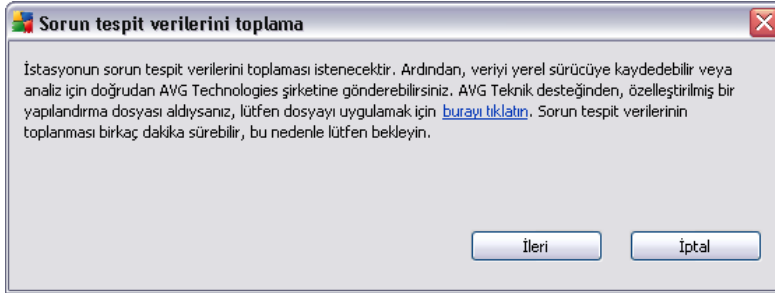 Sorun tespit verilerini toplama
İstasyonun sorun tespit verilerini toplaması istenecektir. Ardından, veriyi yerel sürücüye kaydedebilir veya
analiz için doğrudan AVG Technologies şirketine gönderebilirsiniz. AVG Teknik desteğinden, özelleştirilmiş bir
yapılandırma dosyası aldıysanız, lütfen dosyayı uygulamak için burayı tıklatın. Sorun tespit verilerinin
toplanması birkaç dakika sürebilir, bu nedenle lütfen bekleyin.
İleri
İptal